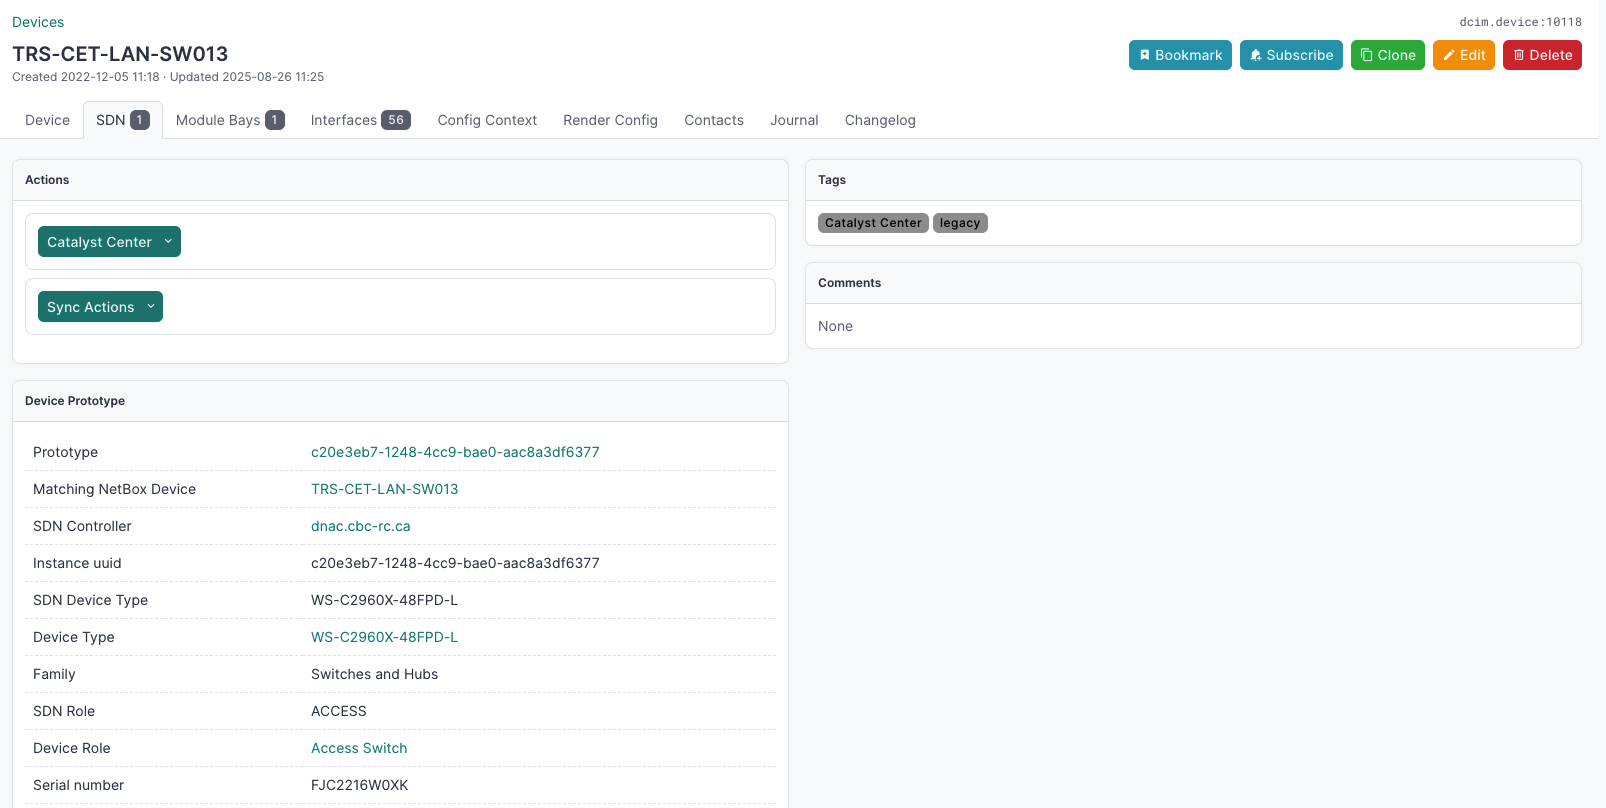 Devices
dcim.device:10118
TRS-CET-LAN-SW013
Created 2022-12-05 11:18 · Updated 2025-08-26 11:25
Bookmark Subscribe Clone Edit Delete
Device SDN 1 Module Bays 1 Interfaces 56 Config Context Render Config Contacts Journal Changelog
Actions
Catalyst Center
Sync Actions
Device Prototype
Prototype c20e3eb7-1248-4cc9-bae0-aac8a3df6377
Matching NetBox Device TRS-CET-LAN-SW013
SDN Controller dnac.cbc-rc.ca
Instance uuid c20e3eb7-1248-4cc9-bae0-aac8a3df6377
SDN Device Type WS-C2960X-48FPD-L
Device Type WS-C2960X-48FPD-L
Family Switches and Hubs
SDN Role ACCESS
Device Role Access Switch
Serial number FJC2216W0XK
Tags
Catalyst Center legacy
Comments
None